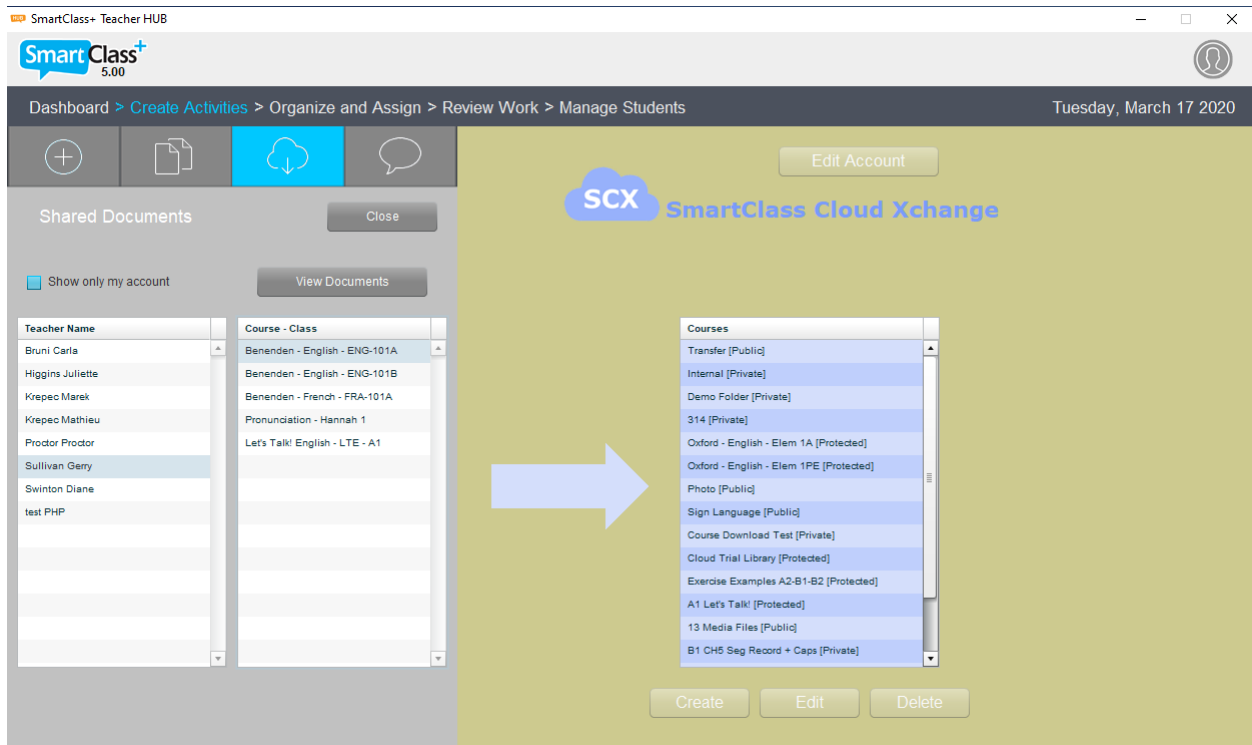 SmartClass+ Teacher HUB
SmartClass+
5.00
Dashboard > Create Activities > Organize and Assign > Review Work > Manage Students
Tuesday, March 17 2020
Edit Account
SCX SmartClass Cloud Xchange
Shared Documents
Close
Show only my account
View Documents
Teacher Name
Bruni Carla
Higgins Juliette
Krepec Marek
Krepec Mathieu
Proctor Proctor
Sullivan Gerry
Swinton Diane
test PHP
Course - Class
Benenden - English - ENG-101A
Benenden - English - ENG-101B
Benenden - French - FRA-101A
Pronunciation - Hannah 1
Let's Talk! English - LTE - A1
Courses
Transfer [Public]
Internal [Private]
Demo Folder [Private]
314 [Private]
Oxford - English - Elem 1A [Protected]
Oxford - English - Elem 1PE [Protected]
Photo [Public]
Sign Language [Public]
Course Download Test [Private]
Cloud Trial Library [Protected]
Exercise Examples A2-B1-B2 [Protected]
A1 Let's Talk! [Protected]
13 Media Files [Public]
B1 CH5 Seg Record + Caps [Private]
Create
Edit
Delete